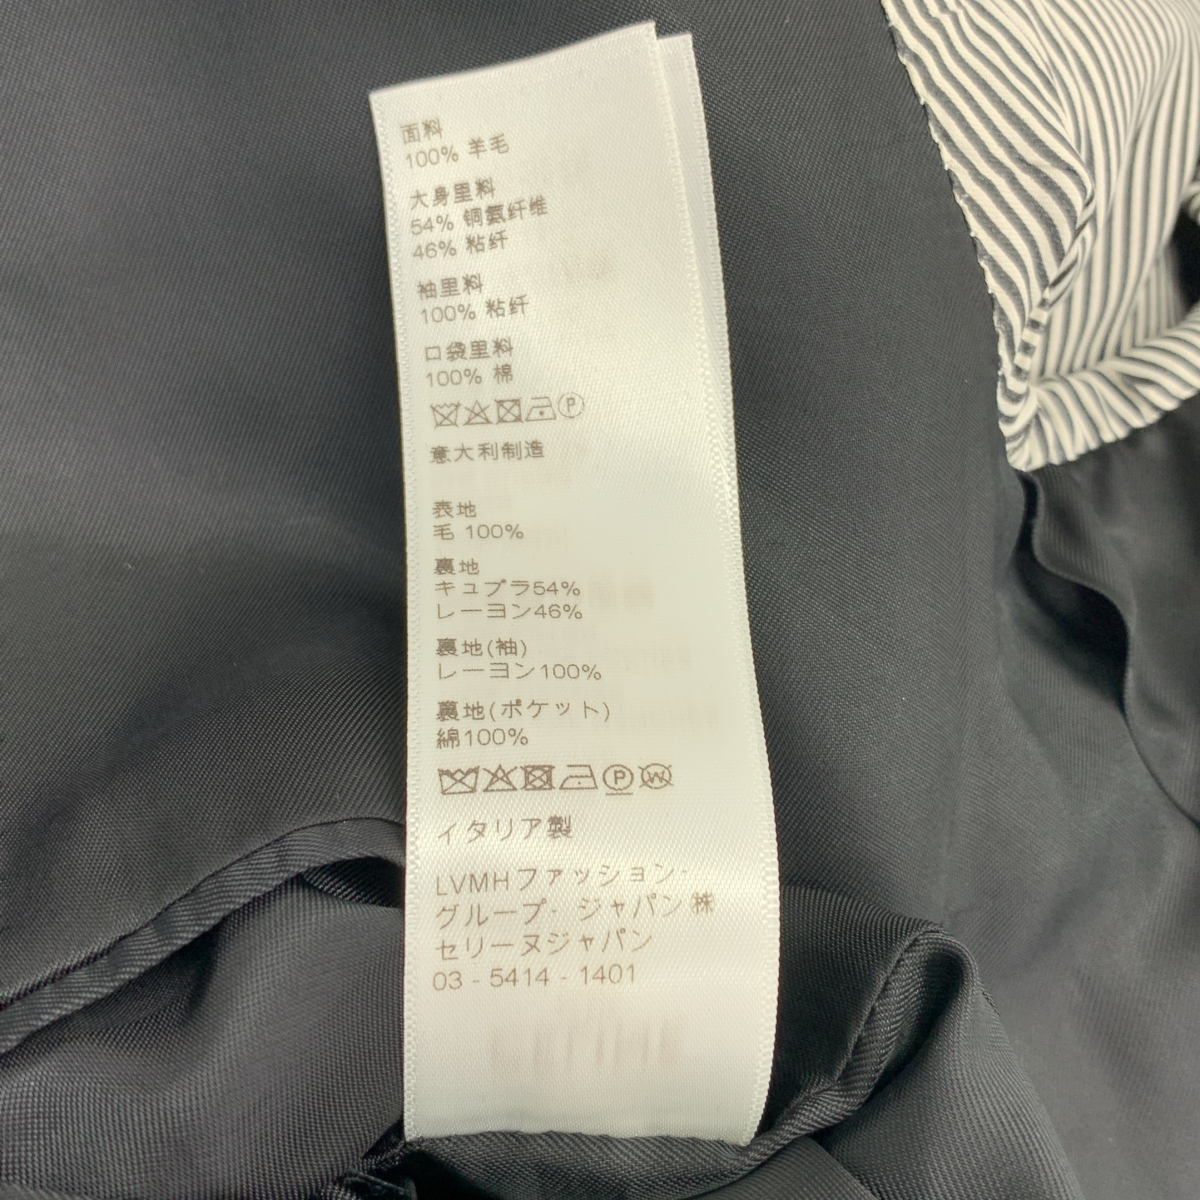 面料
100% 羊毛
大身里料
54% 铜氨纤维
46% 粘纤
袖里料
100% 粘纤
口袋里料
100% 棉
P
意大利制造
表地
毛 100%
裏地
キュプラ54%
レーヨン46%
裏地(袖)
レーヨン100%
裏地(ポケット)
綿100%
P W
イタリア製
LVMHファッション·
グループ· ジャパン株
セリーヌジャパン
03 - 5414 - 1401